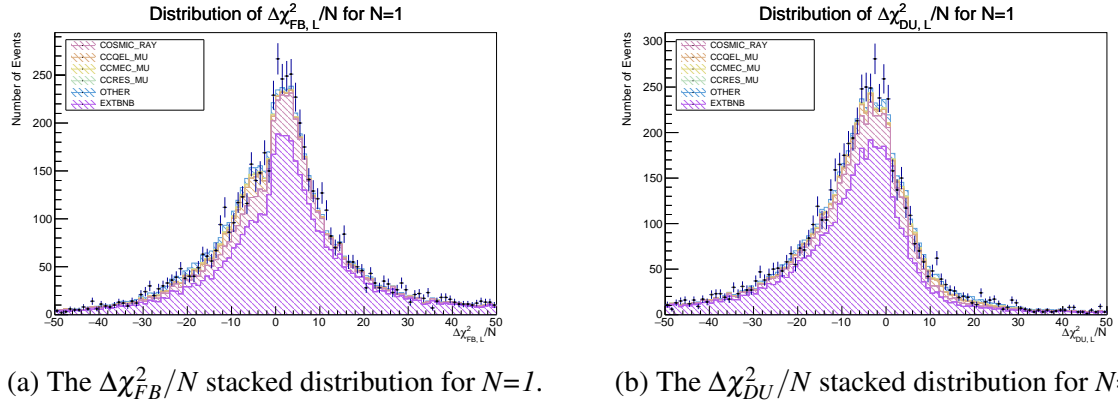 Distribution of Δχ²FB, L/N for N=1
Number of Events
COSMIC_RAY
CCQEL_MU
CCMEC_MU
CCRES_MU
OTHER
EXTBNB
250
200
150
100
50
0
−50 −40 −30 −20 −10 0 10 20 30 40 50
Δχ²FB, L/N
(a) The Δχ²FB/N stacked distribution for N=1.
Distribution of Δχ²DU, L/N for N=1
Number of Events
COSMIC_RAY
CCQEL_MU
CCMEC_MU
CCRES_MU
OTHER
EXTBNB
300
250
200
150
100
50
0
−50 −40 −30 −20 −10 0 10 20 30 40 50
Δχ²DU, L/N
(b) The Δχ²DU/N stacked distribution for N